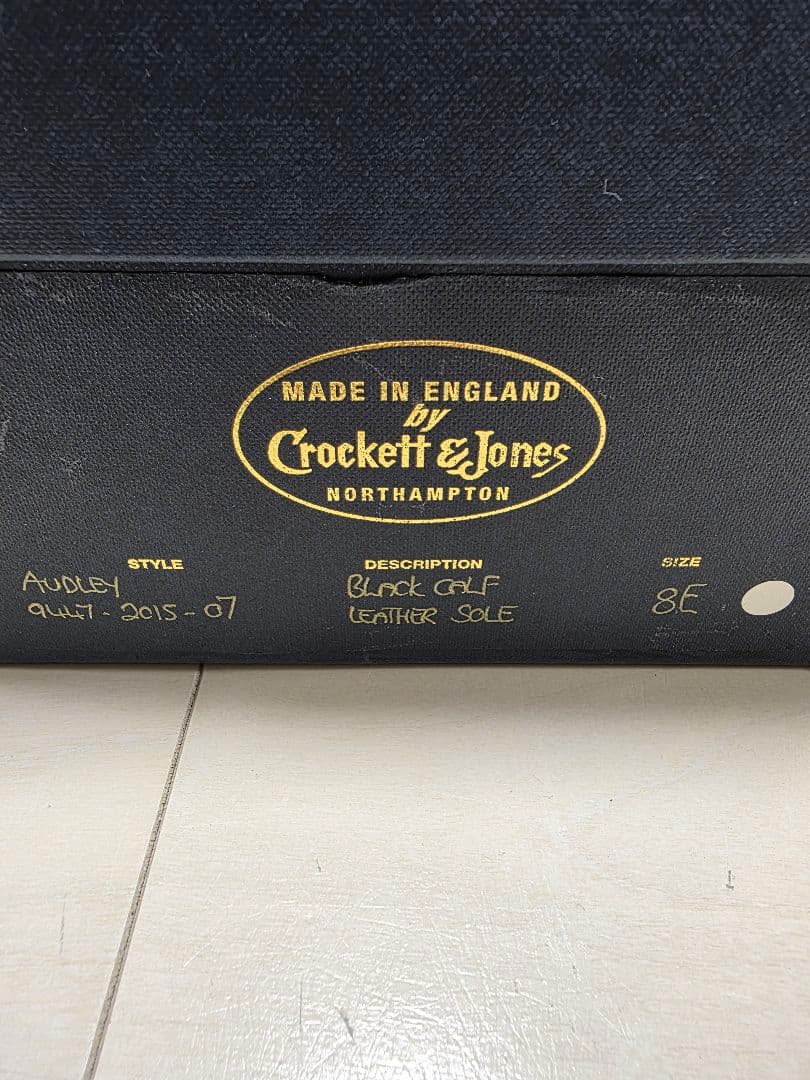 MADE IN ENGLAND
by
Crockett & Jones
NORTHAMPTON
STYLE DESCRIPTION SIZE
AUDLEY BLACK CALF 8E
9447-2015-07 LEATHER SOLE